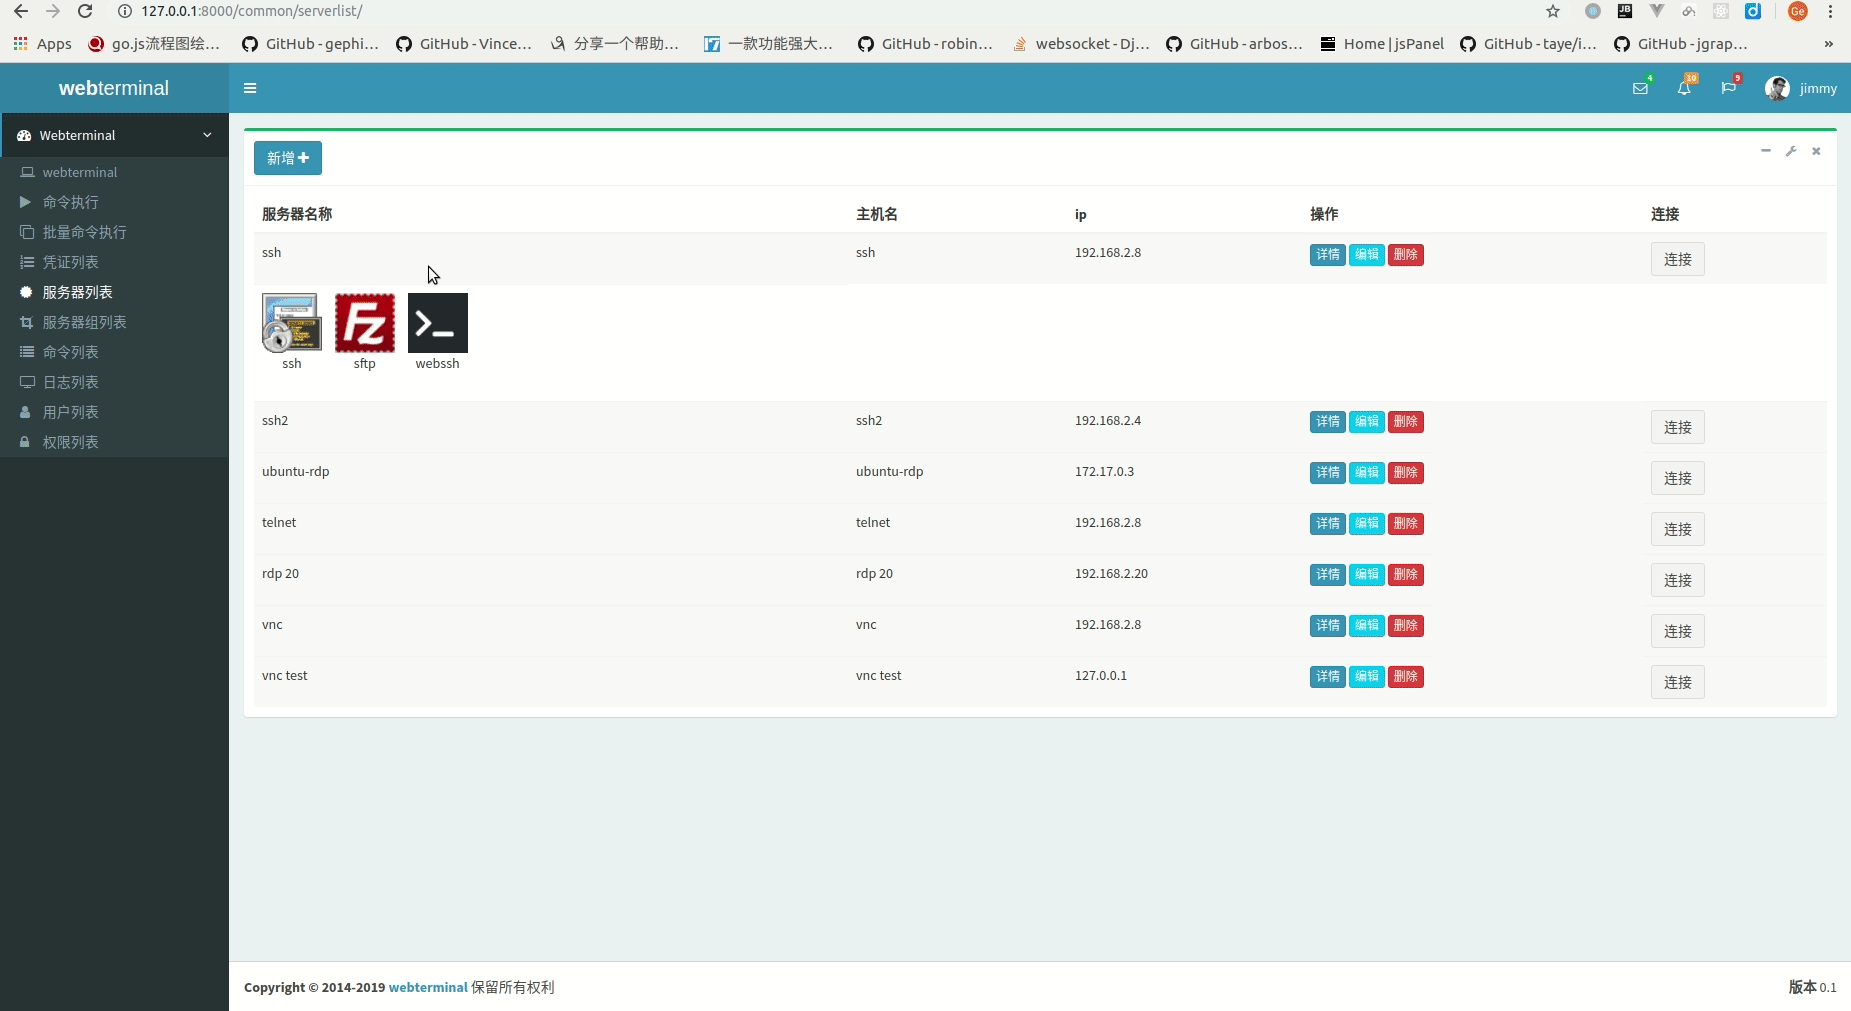 127.0.0.1:8000/common/serverlist/
Ge
Apps go.js流程图绘... GitHub - gephi... GitHub - Vince... 分享一个帮助... 一款功能强大... GitHub - robin... websocket - Dj... GitHub - arbos... Home | jsPanel GitHub - taye/i... GitHub - jgrap... »
webterminal
4 10 9 jimmy
Webterminal
webterminal
命令执行
批量命令执行
凭证列表
服务器列表
服务器组列表
命令列表
日志列表
用户列表
权限列表
新增
服务器名称 主机名 ip 操作 连接
ssh ssh 192.168.2.8 详情 编辑 删除 连接
ssh sftp webssh
ssh2 ssh2 192.168.2.4 详情 编辑 删除 连接
ubuntu-rdp ubuntu-rdp 172.17.0.3 详情 编辑 删除 连接
telnet telnet 192.168.2.8 详情 编辑 删除 连接
rdp 20 rdp 20 192.168.2.20 详情 编辑 删除 连接
vnc vnc 192.168.2.8 详情 编辑 删除 连接
vnc test vnc test 127.0.0.1 详情 编辑 删除 连接
Copyright © 2014-2019 webterminal 保留所有权利
版本 0.1